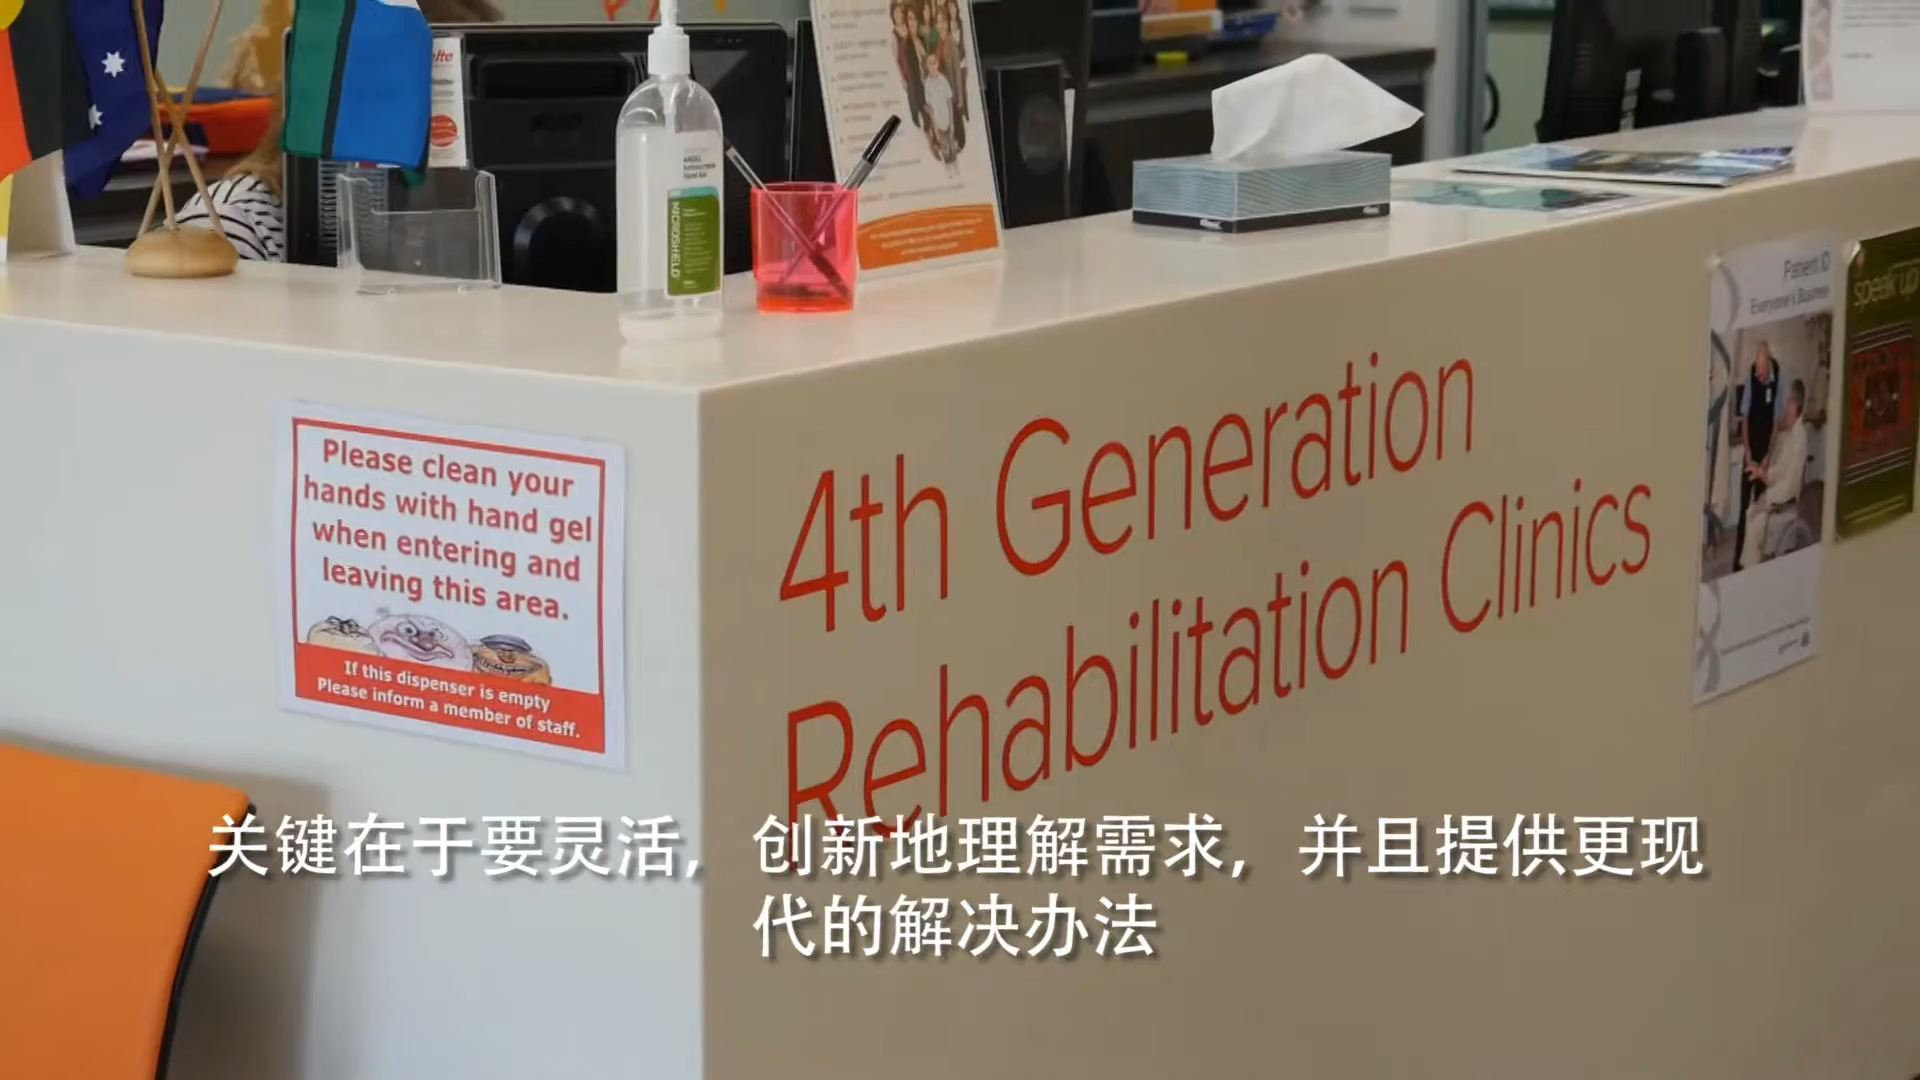 MICROSHIELD
Patient ID
Everyone's Business
speak up
Please clean your
hands with hand gel
when entering and
leaving this area.
If this dispenser is empty
Please inform a member of staff.
4th Generation
Rehabilitation Clinics
关键在于要灵活, 创新地理解需求, 并且提供更现
代的解决办法